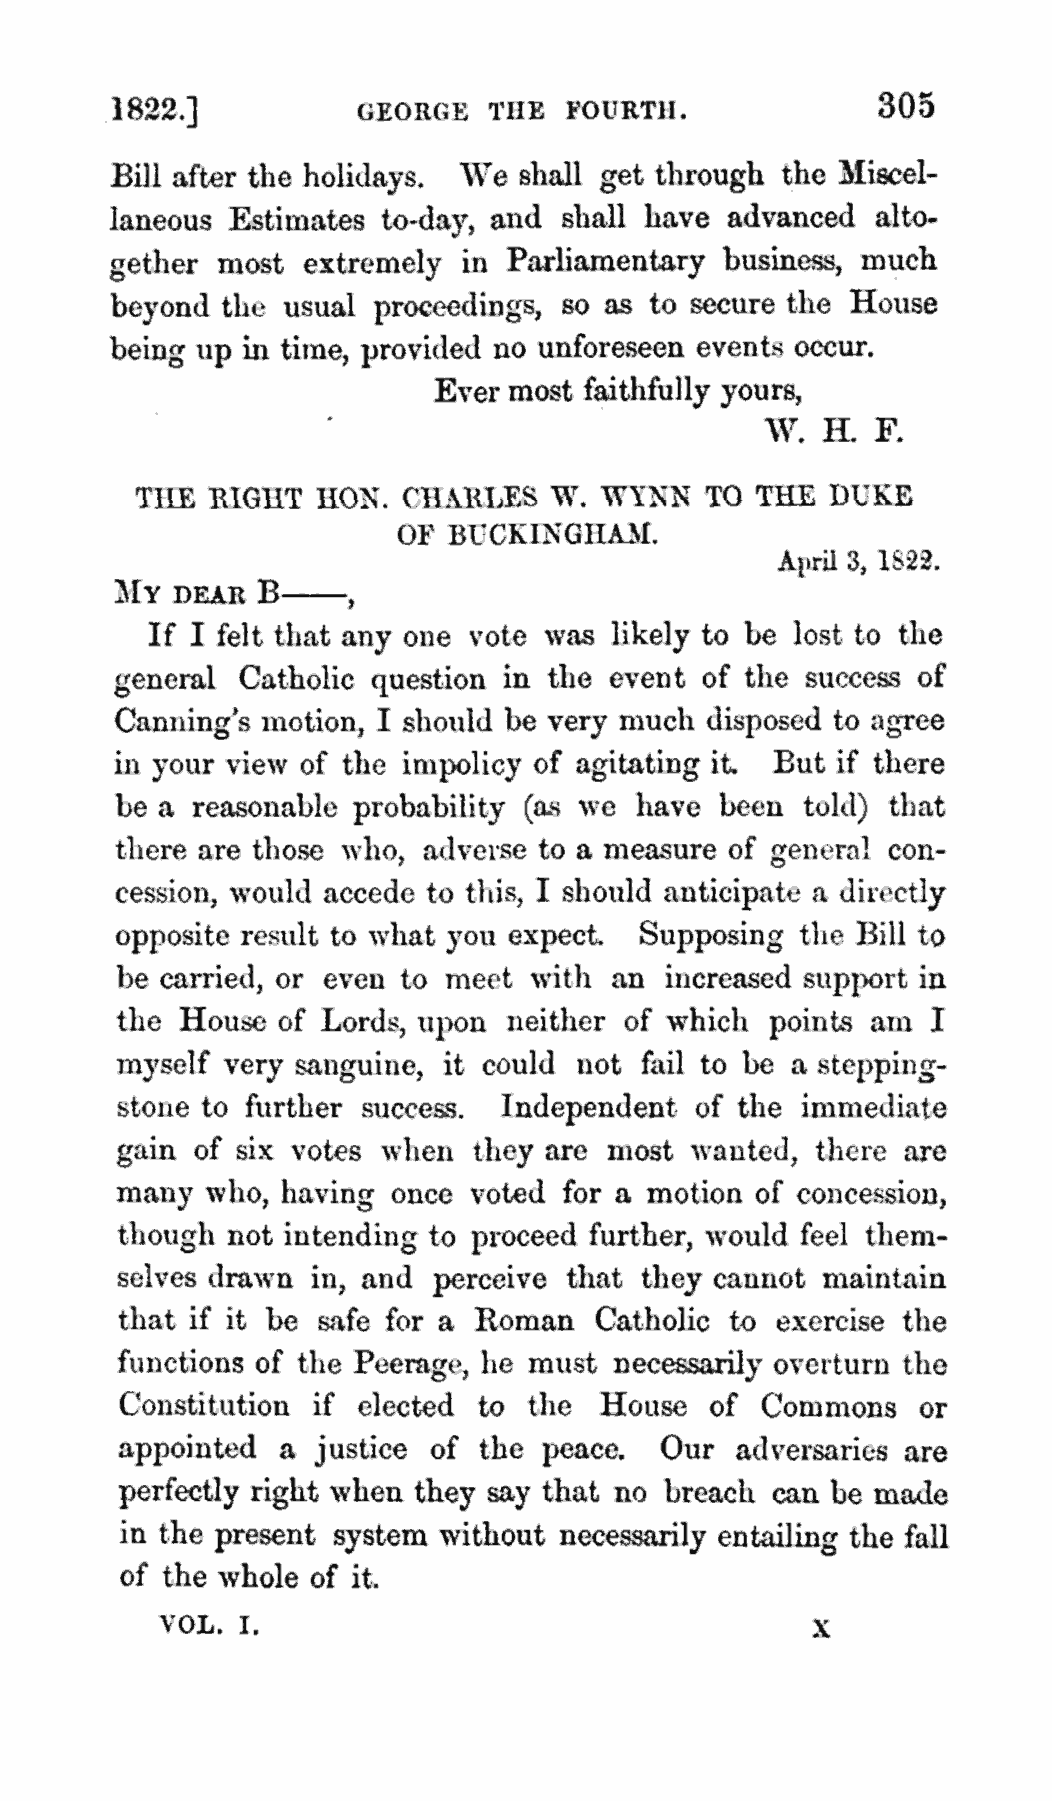 1822.] GEORGE THE FOURTH. 305
Bill after the holidays. We shall get through the Miscel-
laneous Estimates to-day, and shall have advanced alto-
gether most extremely in Parliamentary business, much
beyond the usual proceedings, so as to secure the House
being up in time, provided no unforeseen events occur.
Ever most faithfully yours,
W. H. F.
THE RIGHT HON. CHARLES W. WYNN TO THE DUKE
OF BUCKINGHAM.
April 3, 1822.
MY DEAR B——,
If I felt that any one vote was likely to be lost to the
general Catholic question in the event of the success of
Canning's motion, I should be very much disposed to agree
in your view of the impolicy of agitating it. But if there
be a reasonable probability (as we have been told) that
there are those who, adverse to a measure of general con-
cession, would accede to this, I should anticipate a directly
opposite result to what you expect. Supposing the Bill to
be carried, or even to meet with an increased support in
the House of Lords, upon neither of which points am I
myself very sanguine, it could not fail to be a stepping-
stone to further success. Independent of the immediate
gain of six votes when they are most wanted, there are
many who, having once voted for a motion of concession,
though not intending to proceed further, would feel them-
selves drawn in, and perceive that they cannot maintain
that if it be safe for a Roman Catholic to exercise the
functions of the Peerage, he must necessarily overturn the
Constitution if elected to the House of Commons or
appointed a justice of the peace. Our adversaries are
perfectly right when they say that no breach can be made
in the present system without necessarily entailing the fall
of the whole of it.
VOL. I. X